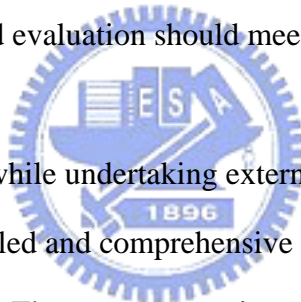 d evaluation should mee
E S A
while undertaking extern
1896
led and comprehensive